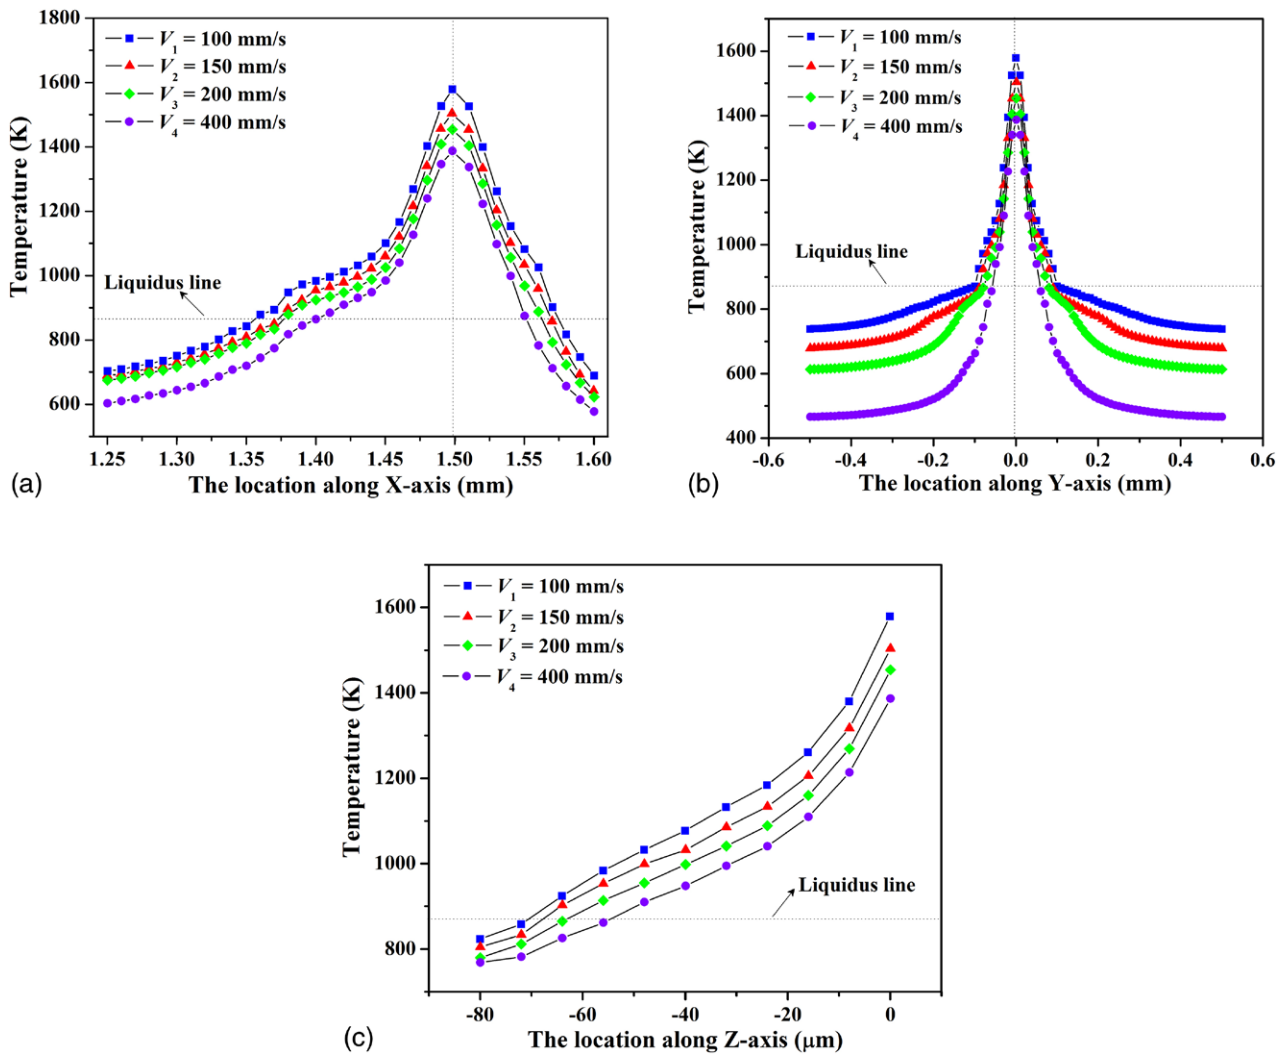 1800
1600
1400
1200
1000
800
600
Temperature (K)
V1 = 100 mm/s
V2 = 150 mm/s
V3 = 200 mm/s
V4 = 400 mm/s
Liquidus line
1.25 1.30 1.35 1.40 1.45 1.50 1.55 1.60
(a) The location along X-axis (mm)
1600
1400
1200
1000
800
600
400
Temperature (K)
V1 = 100 mm/s
V2 = 150 mm/s
V3 = 200 mm/s
V4 = 400 mm/s
Liquidus line
-0.6 -0.4 -0.2 0.0 0.2 0.4 0.6
(b) The location along Y-axis (mm)
1600
1400
1200
1000
800
Temperature (K)
V1 = 100 mm/s
V2 = 150 mm/s
V3 = 200 mm/s
V4 = 400 mm/s
Liquidus line
-80 -60 -40 -20 0
(c) The location along Z-axis (μm)